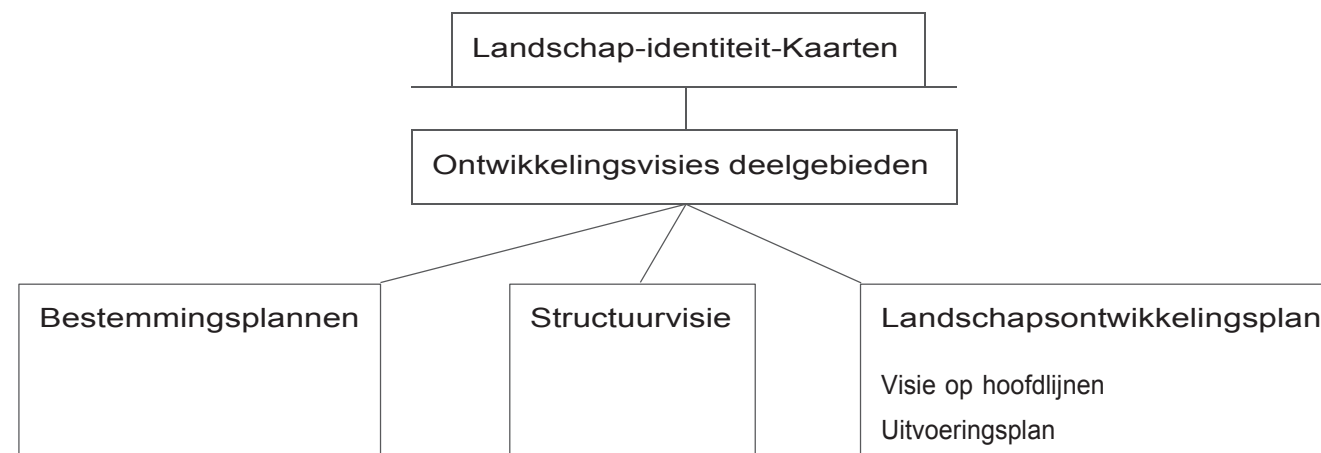 Landschap-identiteit-Kaarten
Ontwikkelingsvisies deelgebieden
Bestemmingsplannen
Structuurvisie
Landschapsontwikkelingsplan
Visie op hoofdlijnen
Uitvoeringsplan